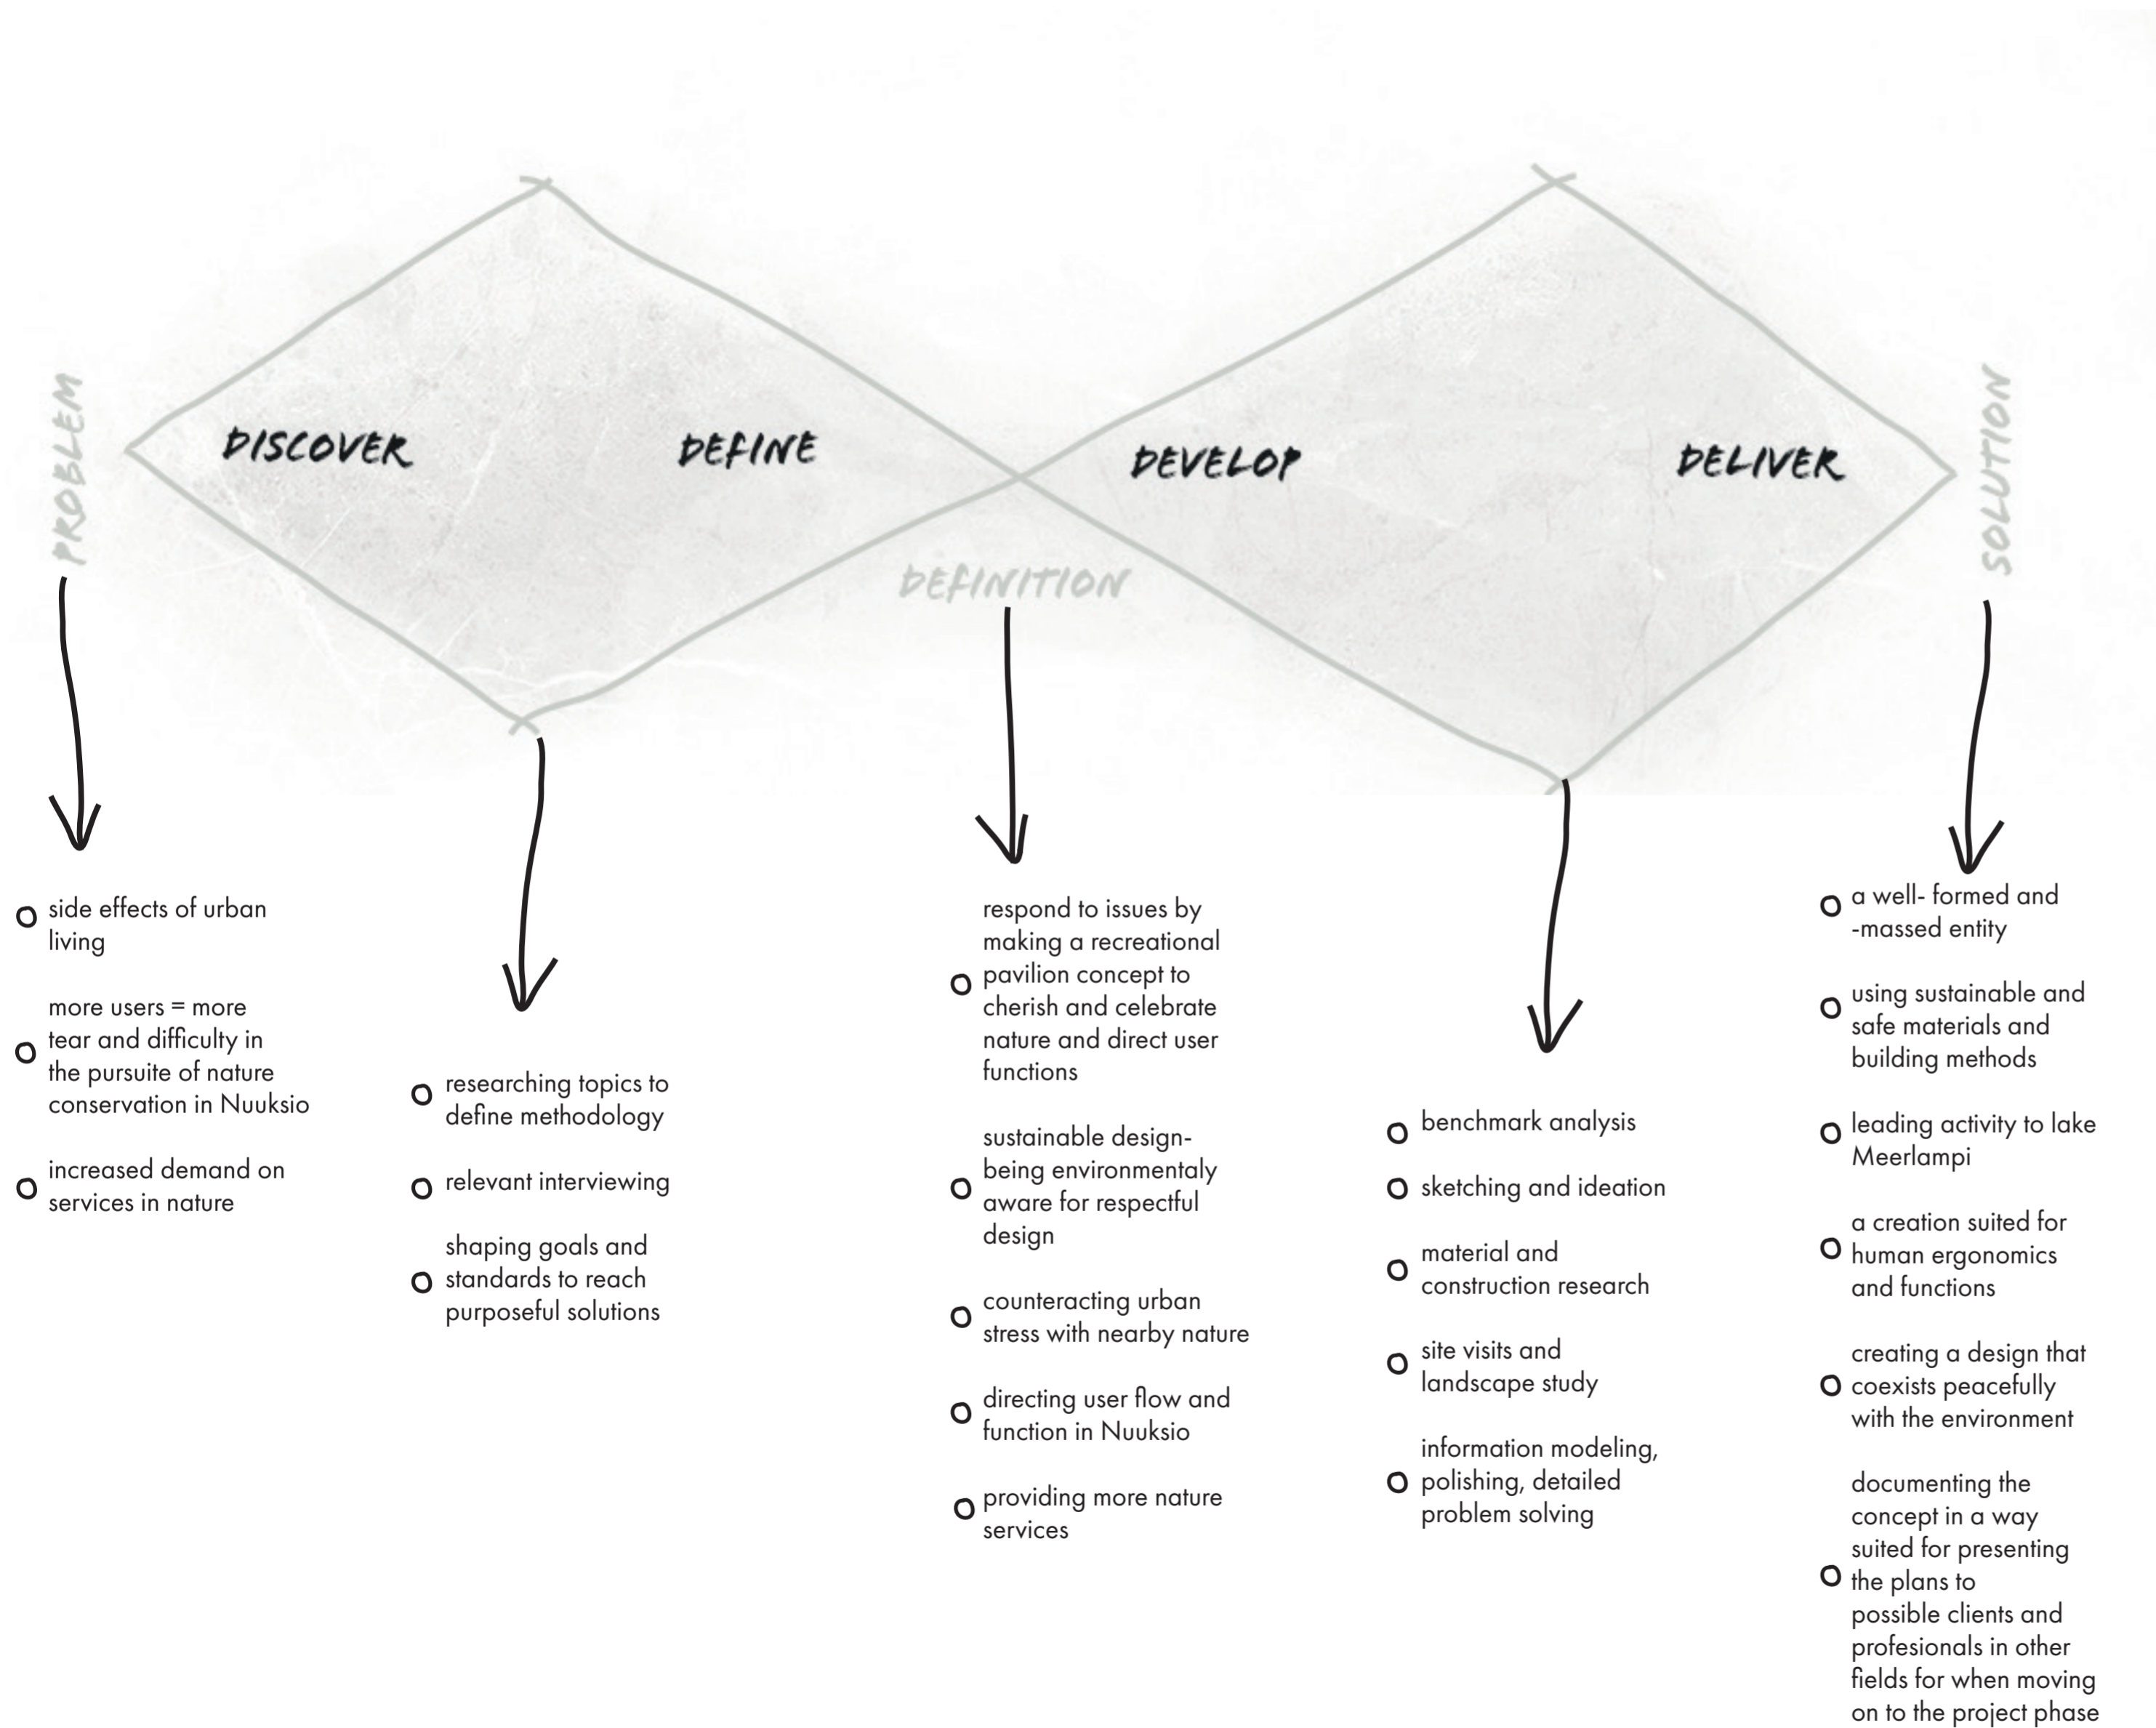 PROBLEM
DISCOVER
DEFINE
DEVELOP
DELIVER
SOLUTION
DEFINITION
side effects of urban
living
more users = more
tear and difficulty in
the pursuite of nature
conservation in Nuuksio
increased demand on
services in nature
researching topics to
define methodology
relevant interviewing
shaping goals and
standards to reach
purposeful solutions
respond to issues by
making a recreational
pavilion concept to
cherish and celebrate
nature and direct user
functions
sustainable design-
being environmentaly
aware for respectful
design
counteracting urban
stress with nearby nature
directing user flow and
function in Nuuksio
providing more nature
services
benchmark analysis
sketching and ideation
material and
construction research
site visits and
landscape study
information modeling,
polishing, detailed
problem solving
a well- formed and
-massed entity
using sustainable and
safe materials and
building methods
leading activity to lake
Meerlampi
a creation suited for
human ergonomics
and functions
creating a design that
coexists peacefully
with the environment
documenting the
concept in a way
suited for presenting
the plans to
possible clients and
profesionals in other
fields for when moving
on to the project phase